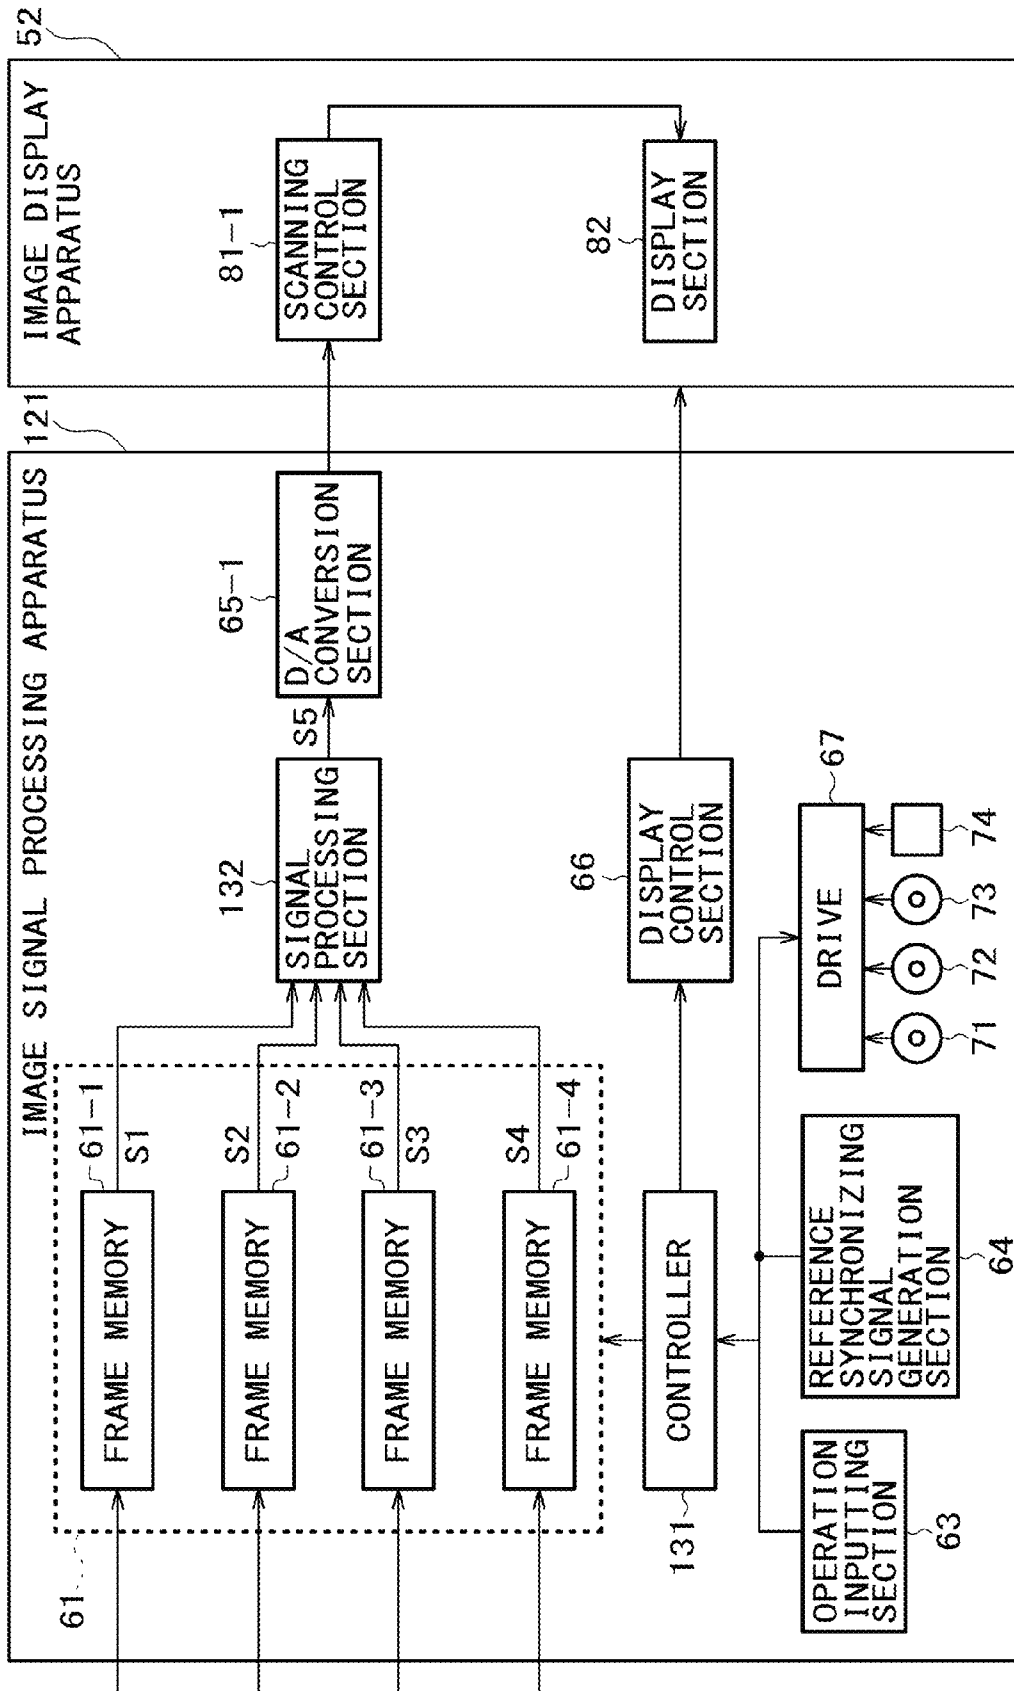 IMAGE SIGNAL PROCESSING APPARATUS 121
61
FRAME MEMORY
61-1
S1
FRAME MEMORY
S2
61-2
FRAME MEMORY
61-3
S3
FRAME MEMORY
S4
61-4
132
SIGNAL
PROCESSING
SECTION
S5
65-1
D/A
CONVERSION
SECTION
131
CONTROLLER
66
DISPLAY
CONTROL
SECTION
OPERATION
INPUTTING
SECTION
63
REFERENCE
SYNCHRONIZING
SIGNAL
GENERATION
SECTION
64
DRIVE
67
71
72
73
74
IMAGE DISPLAY
APPARATUS
52
81-1
SCANNING
CONTROL
SECTION
82
DISPLAY
SECTION